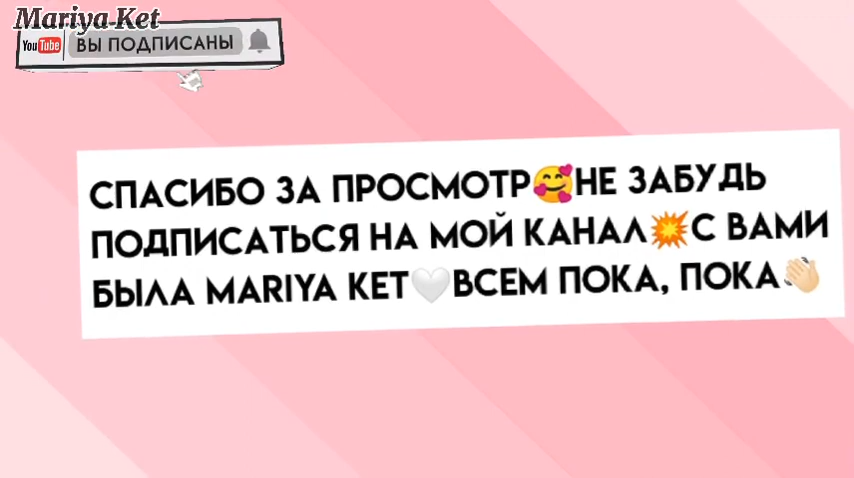 Mariya-Ket
YouTube ВЫ ПОДПИСАНЫ
СПАСИБО ЗА ПРОСМОТР🥰НЕ ЗАБУДЬ
ПОДПИСАТЬСЯ НА МОЙ КАНАЛ💥С ВАМИ
БЫЛА MARIYA КЕТ🤍ВСЕМ ПОКА, ПОКА👋🏻